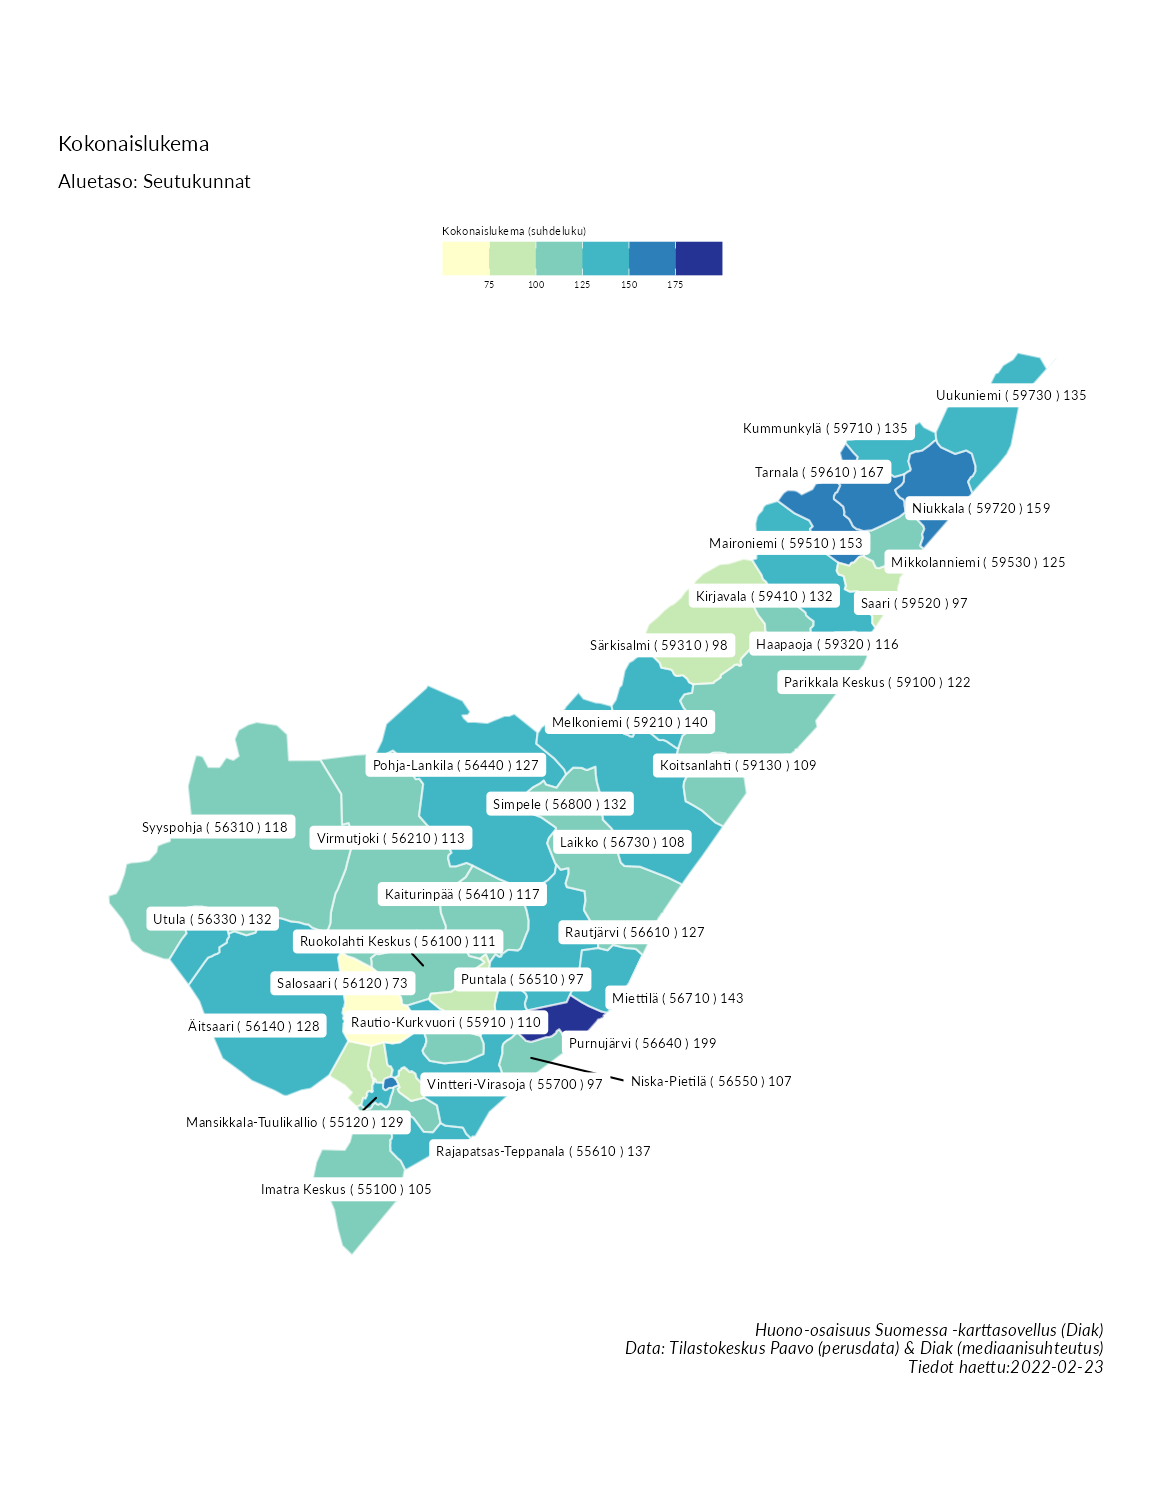 Kokonaislukema
Aluetaso: Seutukunnat
Kokonaislukema (suhdeluku)
75 100 125 150 175
Uukuniemi ( 59730 ) 135
Kummunkylä ( 59710 ) 135
Tarnala ( 59610 ) 167
Niukkala ( 59720 ) 159
Maironiemi ( 59510 ) 153
Mikkolanniemi ( 59530 ) 125
Kirjavala ( 59410 ) 132
Saari ( 59520 ) 97
Särkisalmi ( 59310 ) 98
Haapaoja ( 59320 ) 116
Parikkala Keskus ( 59100 ) 122
Melkoniemi ( 59210 ) 140
Pohja-Lankila ( 56440 ) 127
Koitsanlahti ( 59130 ) 109
Simpele ( 56800 ) 132
Syyspohja ( 56310 ) 118
Virmutjoki ( 56210 ) 113
Laikko ( 56730 ) 108
Kaiturinpää ( 56410 ) 117
Utula ( 56330 ) 132
Rautjärvi ( 56610 ) 127
Ruokolahti Keskus ( 56100 ) 111
Salosaari ( 56120 ) 73
Puntala ( 56510 ) 97
Miettilä ( 56710 ) 143
Äitsaari ( 56140 ) 128
Rautio-Kurkvuori ( 55910 ) 110
Purnujärvi ( 56640 ) 199
Vintteri-Virasoja ( 55700 ) 97
Niska-Pietilä ( 56550 ) 107
Mansikkala-Tuulikallio ( 55120 ) 129
Rajapatsas-Teppanala ( 55610 ) 137
Imatra Keskus ( 55100 ) 105
Huono-osaisuus Suomessa -karttasovellus (Diak)
Data: Tilastokeskus Paavo (perusdata) & Diak (mediaanisuhteutus)
Tiedot haettu:2022-02-23